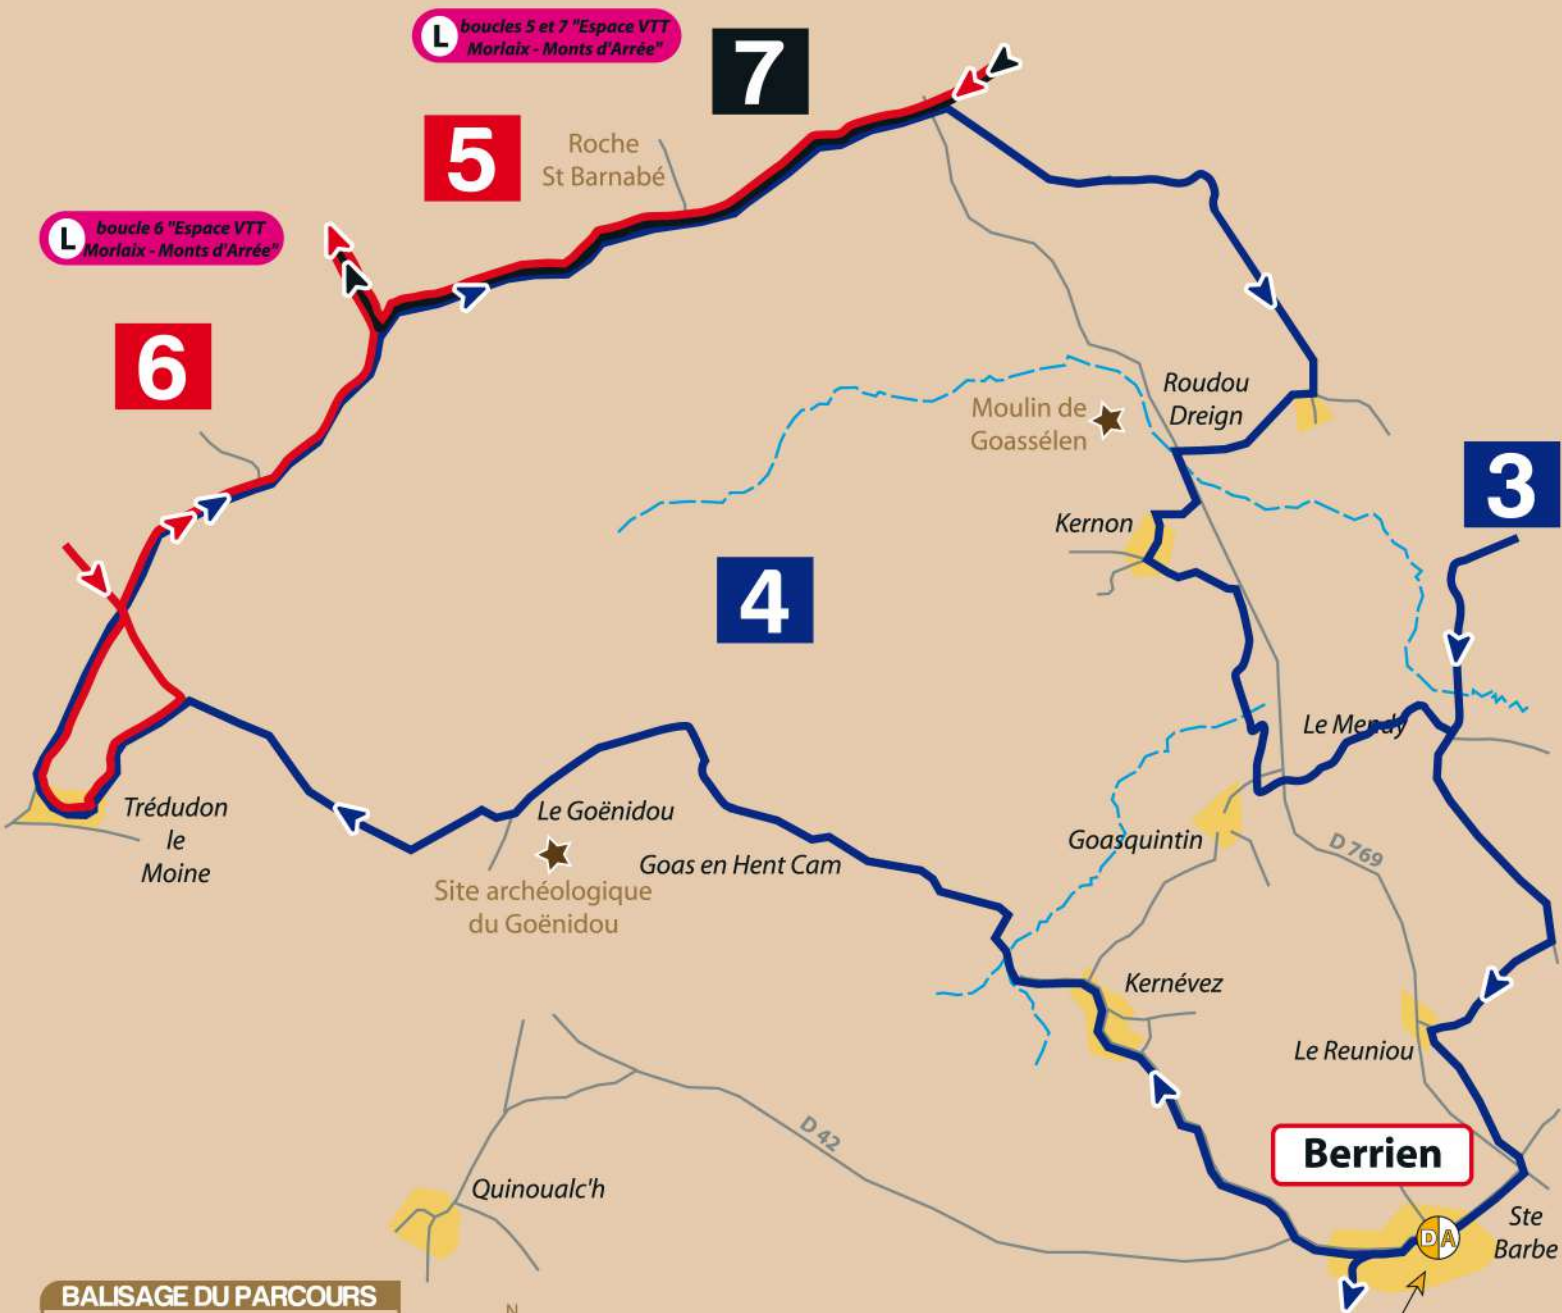 L
boucles 5 et 7 "Espace VTT
Morlaix - Monts d'Arrée"
7
5
Roche
St Barnabé
L
boucle 6 "Espace VTT
Morlaix - Monts d'Arrée"
6
Roudou
Dreign
Moulin de
Goassélen
3
Kernon
4
Le Mendy
Trédudon
le
Moine
Le Goënidou
Goas en Hent Cam
Goasquintin
D 769
Site archéologique
du Goënidou
Kernévez
Le Reuniou
D 42
Berrien
Quinoualc'h
Ste
Barbe
D A
BALISAGE DU PARCOURS
N